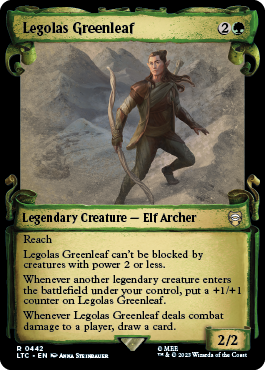 Legolas Greenleaf 2
Legendary Creature — Elf Archer
Reach
Legolas Greenleaf can't be blocked by
creatures with power 2 or less.
Whenever another legendary creature enters
the battlefield under your control, put a +1/+1
counter on Legolas Greenleaf.
Whenever Legolas Greenleaf deals combat
damage to a player, draw a card.
2/2
R 0442
LTC • EN Anna Steinbauer
© MEE
™ & © 2023 Wizards of the Coast